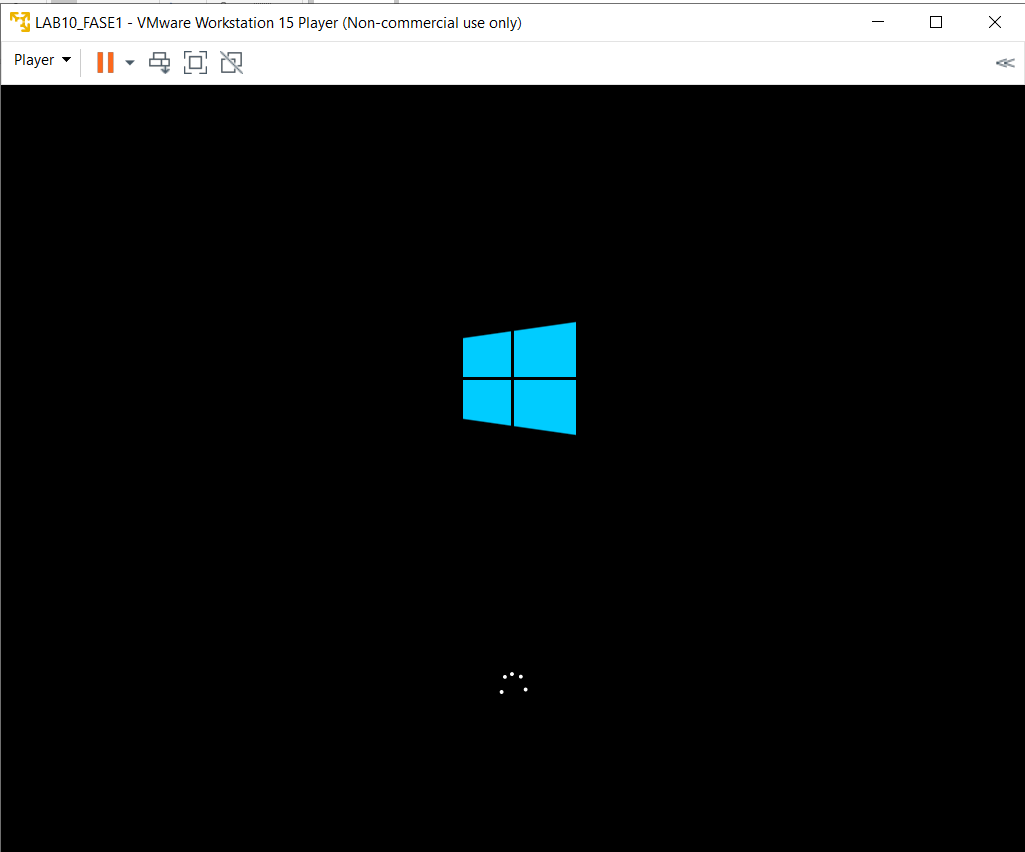 LAB10_FASE1 - VMware Workstation 15 Player (Non-commercial use only)
Player